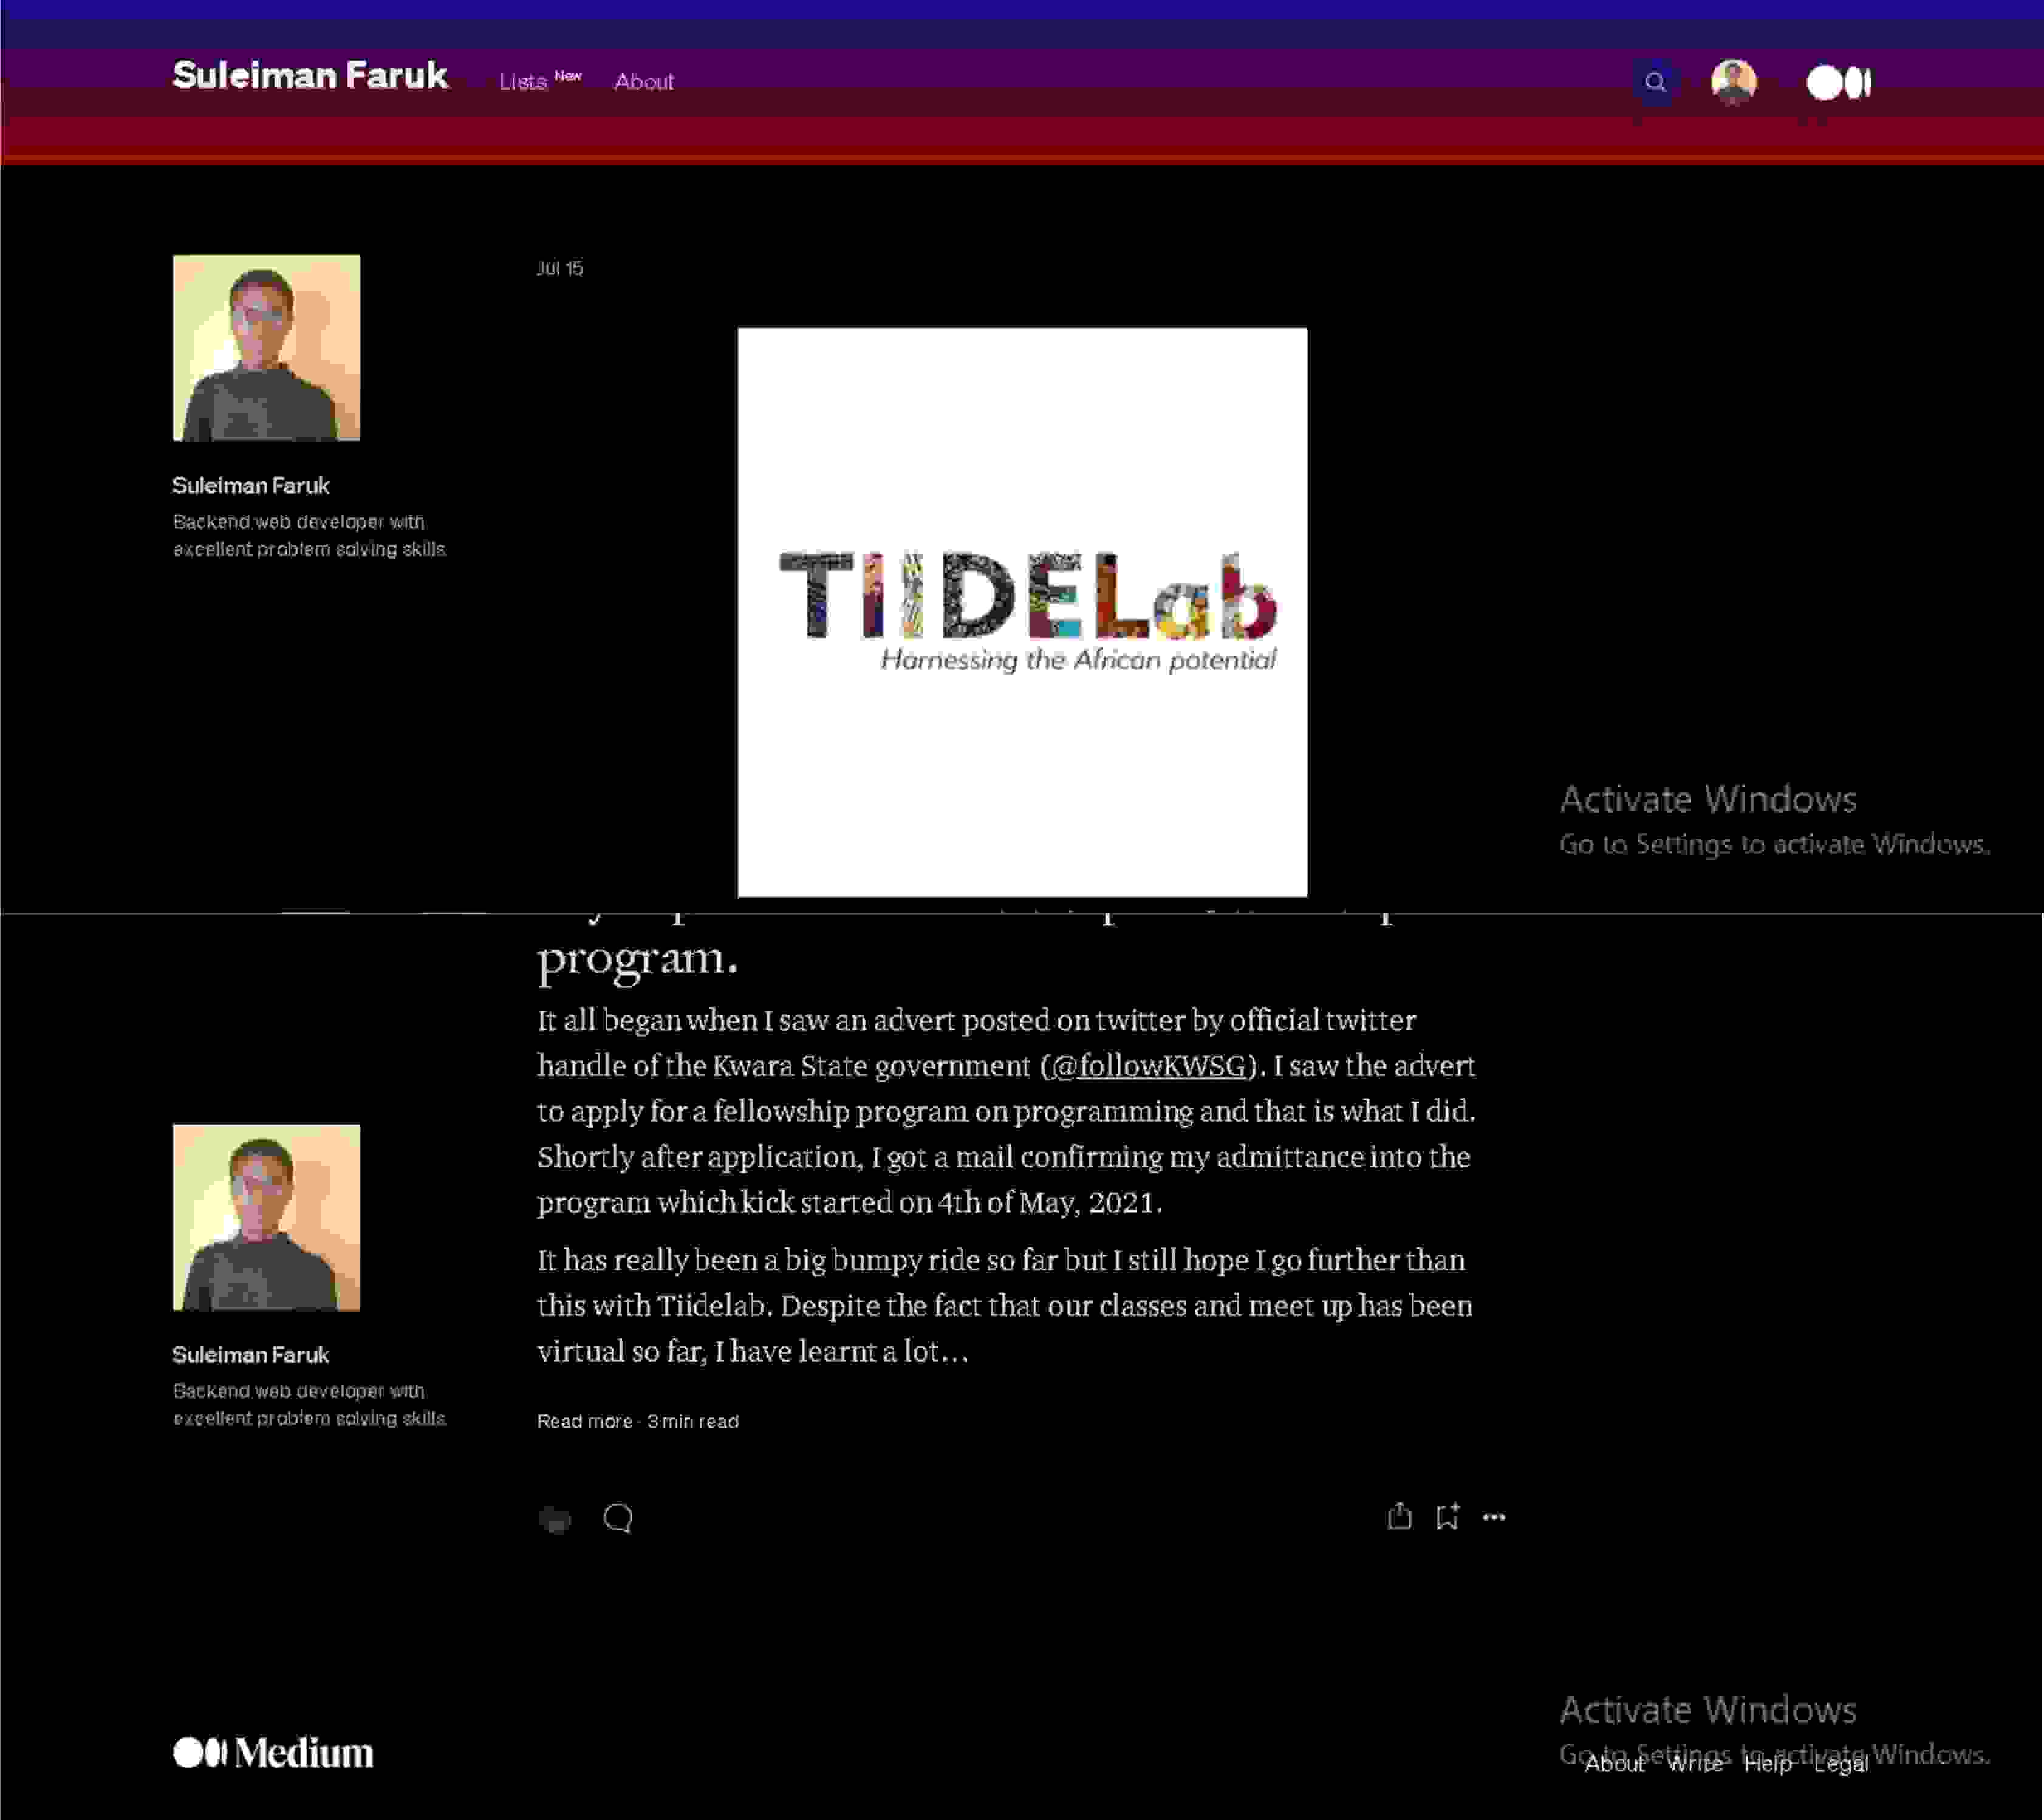 Suleiman Faruk
Lists New
About
Jul 15
Suleiman Faruk
Backend web developer with
excellent problem solving skills
TIIDELab
Harnessing the African potential
Activate Windows
Go to Settings to activate Windows.
program.
It all began when I saw an advert posted on twitter by official twitter
handle of the Kwara State government (@followKWSG). I saw the advert
to apply for a fellowship program on programming and that is what I did.
Shortly after application, I got a mail confirming my admittance into the
program which kick started on 4th of May, 2021.
It has really been a big bumpy ride so far but I still hope I go further than
this with Tiidelab. Despite the fact that our classes and meet up has been
virtual so far, I have learnt a lot...
Suleiman Faruk
Backend web developer with
excellent problem solving skills
Read more · 3 min read
Activate Windows
Go to Settings to activate Windows.
Medium
About Write Help Legal